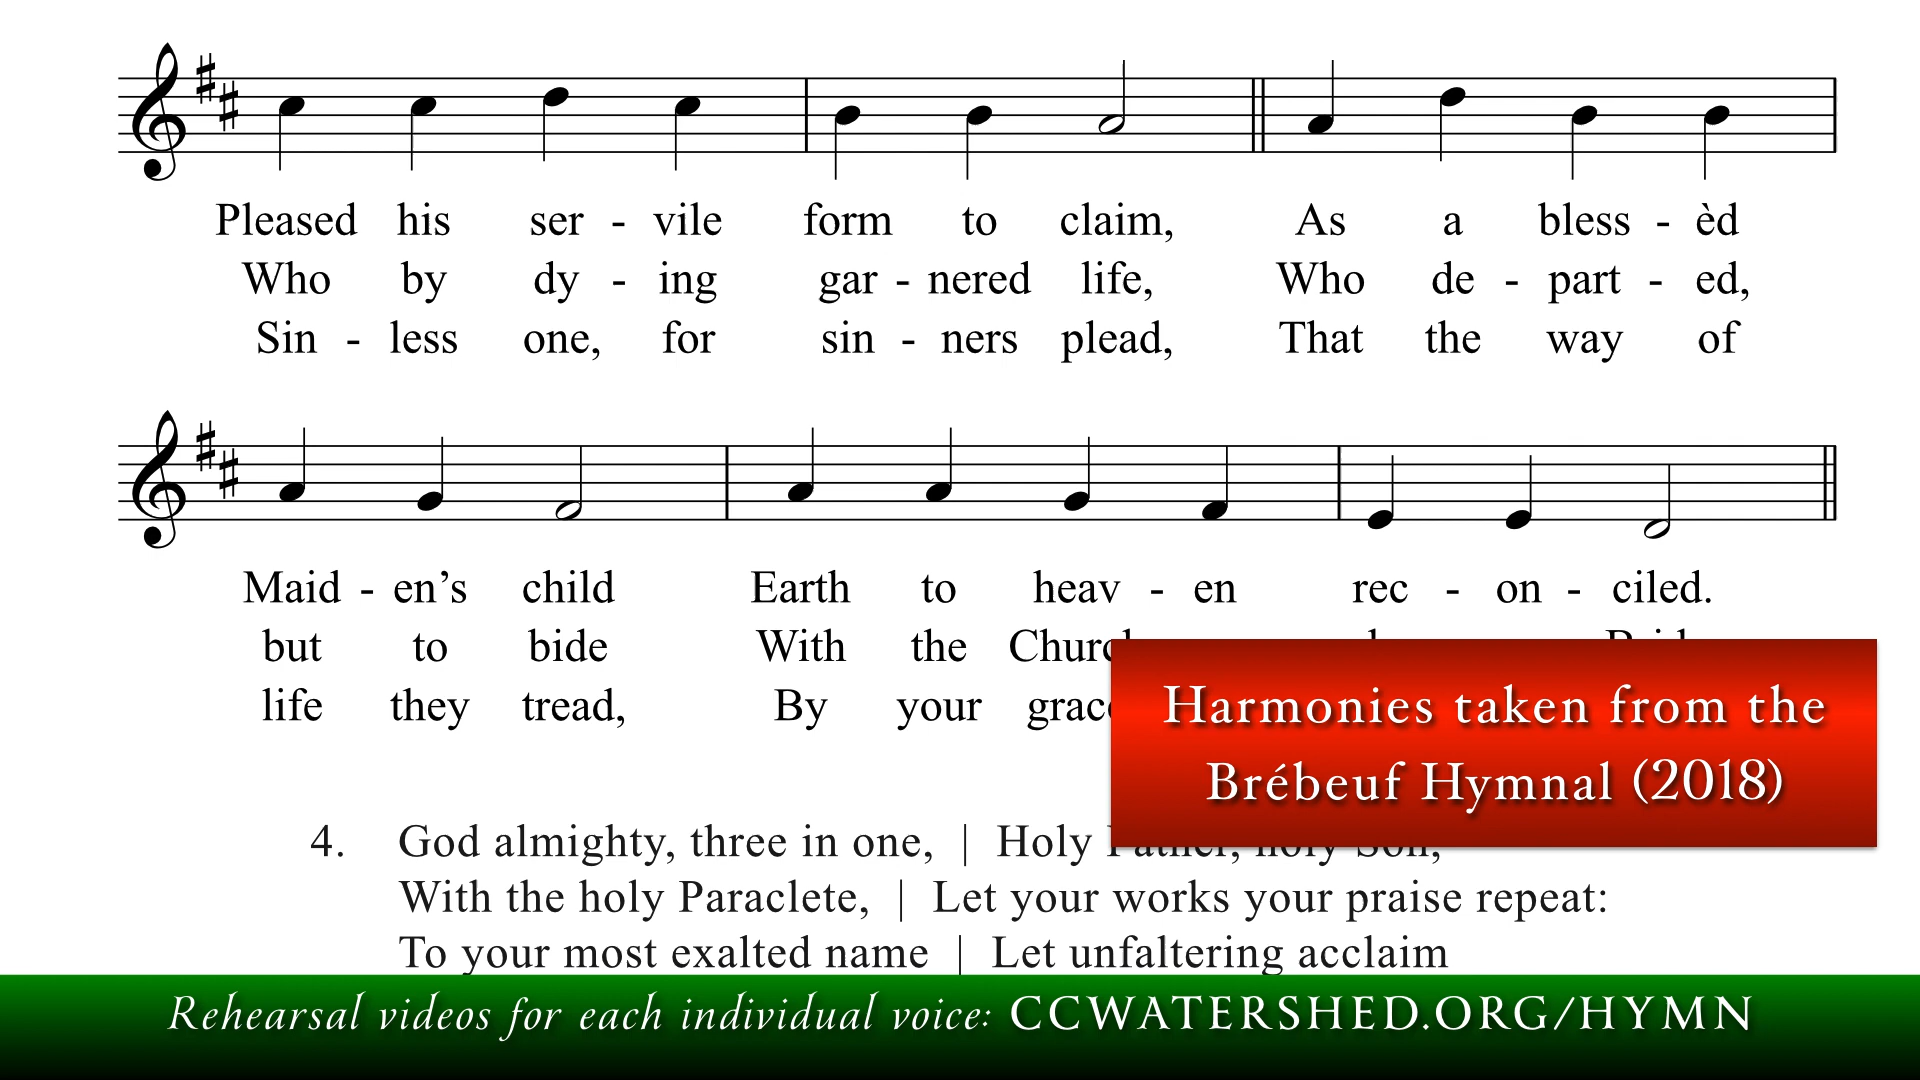 Pleased his ser - vile form to claim, As a bless - èd
Who by dy - ing gar - nered life, Who de - part - ed,
Sin - less one, for sin - ners plead, That the way of
Maid - en's child Earth to heav - en rec - on - ciled.
but to bide With the
life they tread, By your
Harmonies taken from the
Brébeuf Hymnal (2018)
4. God almighty, three in one, | Holy Father, holy Son,
With the holy Paraclete, | Let your works your praise repeat:
To your most exalted name | Let unfaltering acclaim
Rehearsal videos for each individual voice: CCWATERSHED.ORG/HYMN